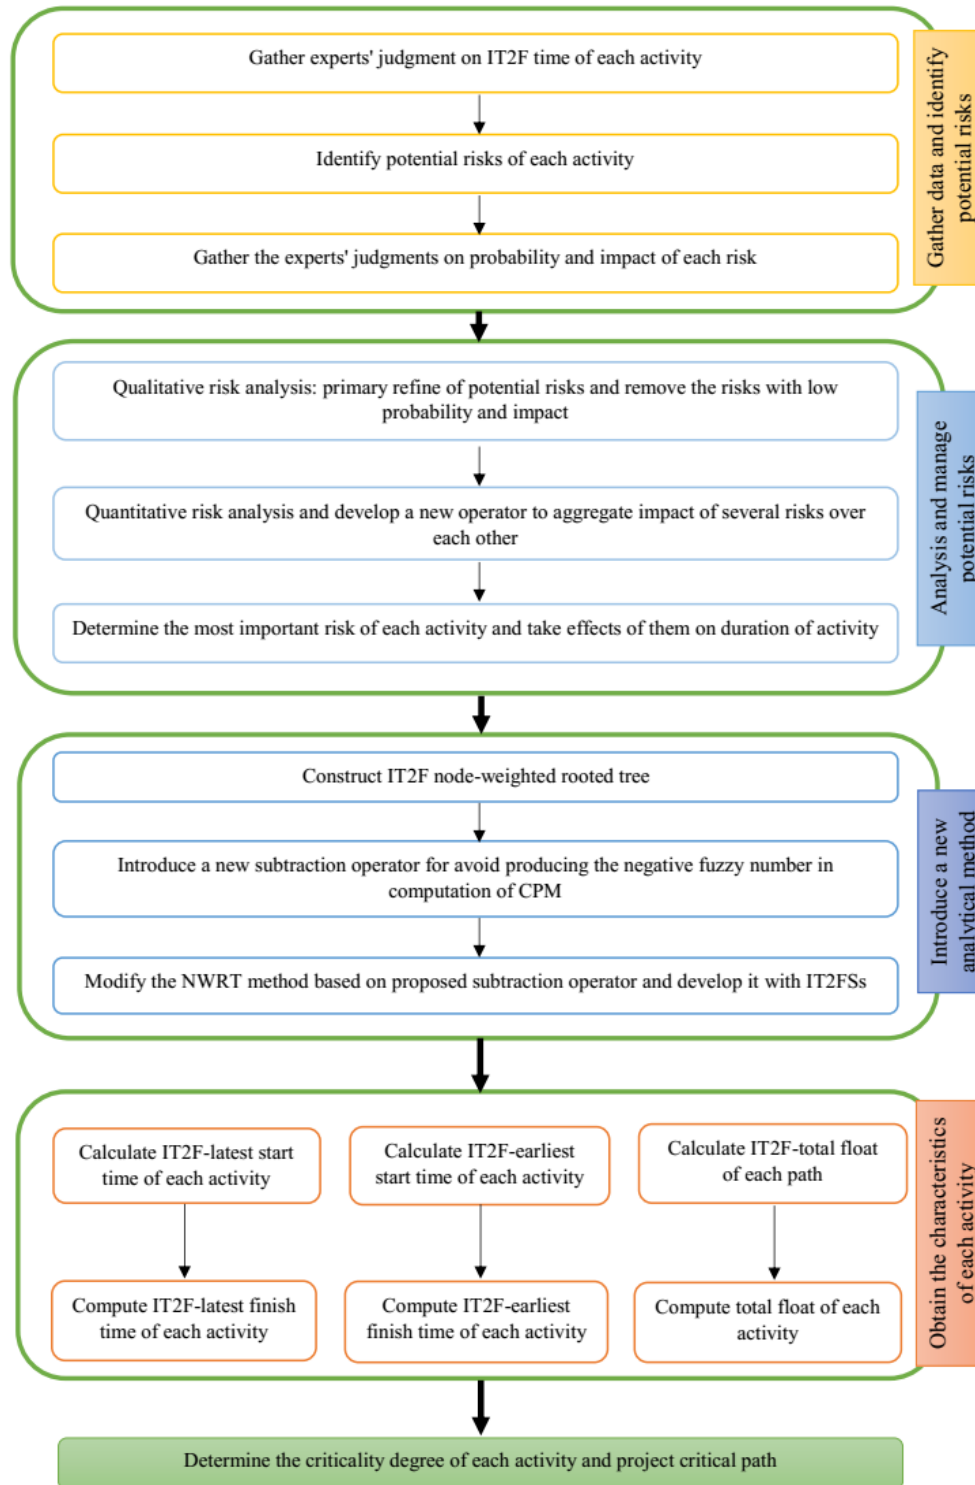 Gather experts' judgment on IT2F time of each activity
Identify potential risks of each activity
Gather the experts' judgments on probability and impact of each risk
Gather data and identify
potential risks
Qualitative risk analysis: primary refine of potential risks and remove the risks with low
probability and impact
Quantitative risk analysis and develop a new operator to aggregate impact of several risks over
each other
Determine the most important risk of each activity and take effects of them on duration of activity
Analysis and manage
potential risks
Construct IT2F node-weighted rooted tree
Introduce a new subtraction operator for avoid producing the negative fuzzy number in
computation of CPM
Modify the NWRT method based on proposed subtraction operator and develop it with IT2FSs
Introduce a new
analytical method
Calculate IT2F-latest start
time of each activity
Calculate IT2F-earliest
start time of each activity
Calculate IT2F-total float
of each path
Compute IT2F-latest finish
time of each activity
Compute IT2F-earliest
finish time of each activity
Compute total float of each
activity
Obtain the characteristics
of each activity
Determine the criticality degree of each activity and project critical path